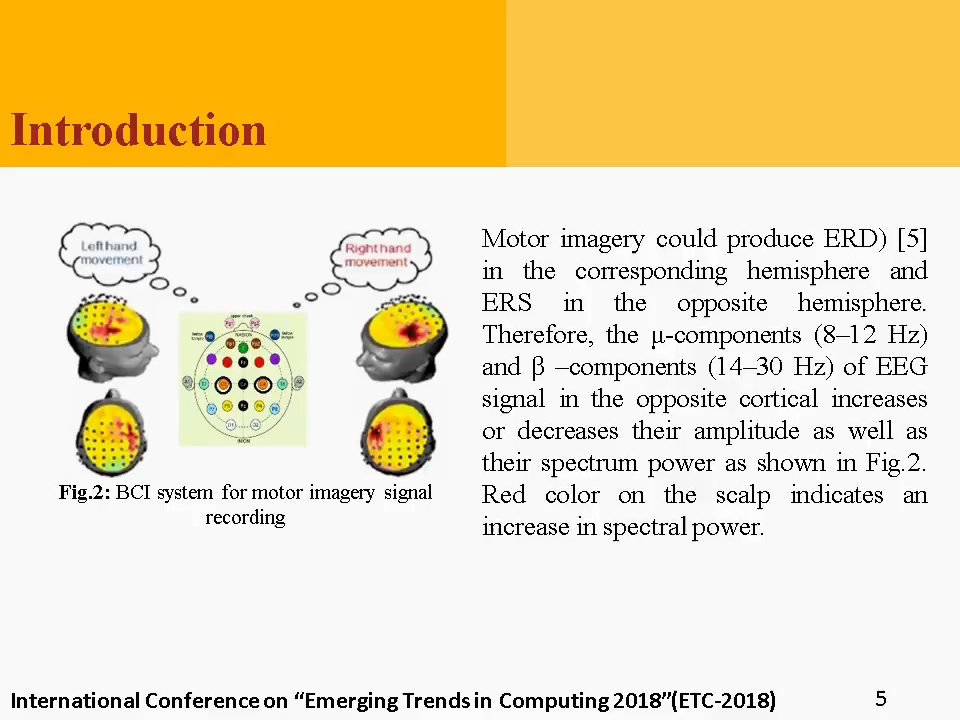 Introduction
Left hand
movement
Right hand
movement
NASION
INION
Fig.2: BCI system for motor imagery signal
recording
Motor imagery could produce ERD) [5]
in the corresponding hemisphere and
ERS in the opposite hemisphere.
Therefore, the μ-components (8–12 Hz)
and β –components (14–30 Hz) of EEG
signal in the opposite cortical increases
or decreases their amplitude as well as
their spectrum power as shown in Fig.2.
Red color on the scalp indicates an
increase in spectral power.
International Conference on “Emerging Trends in Computing 2018”(ETC-2018)
5